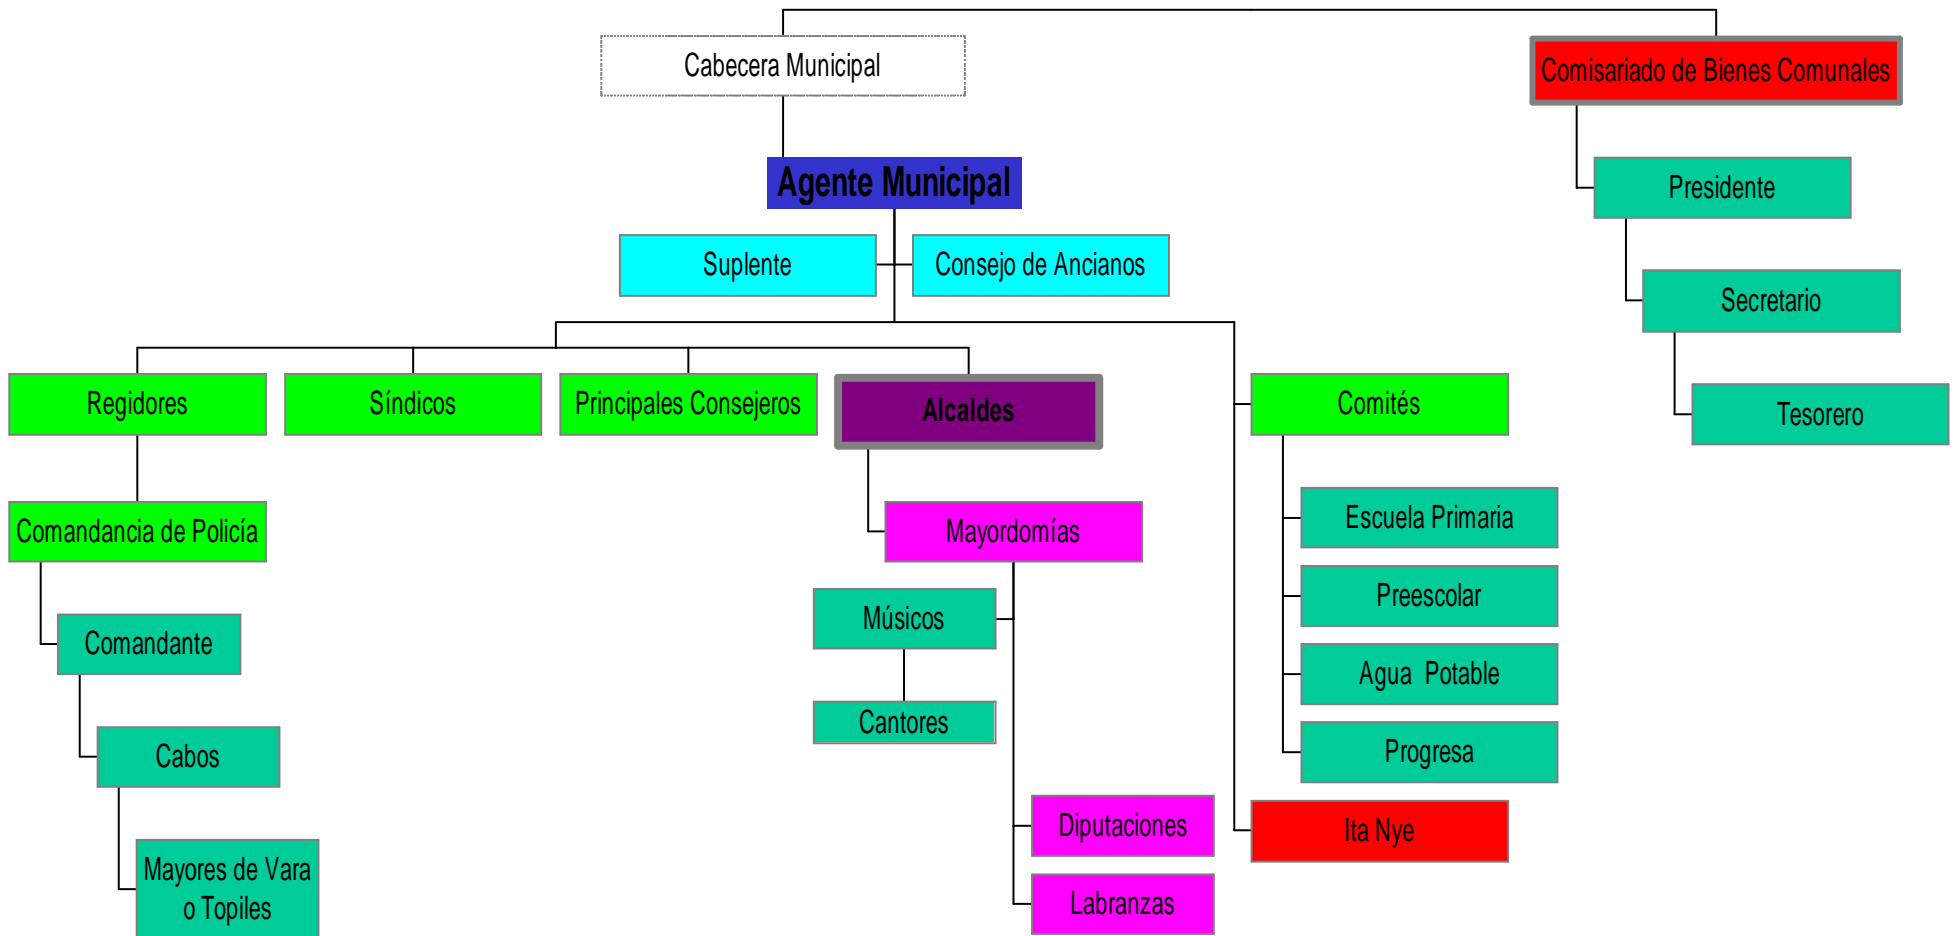 Cabecera Municipal
Comisariado de Bienes Comunales
Agente Municipal
Presidente
Suplente
Consejo de Ancianos
Secretario
Regidores
Síndicos
Principales Consejeros
Alcaldes
Comités
Tesorero
Comandancia de Policía
Mayordomías
Escuela Primaria
Preescolar
Músicos
Comandante
Agua Potable
Cantores
Cabos
Progresa
Diputaciones
Ita Nye
Mayores de Vara
o Topiles
Labranzas